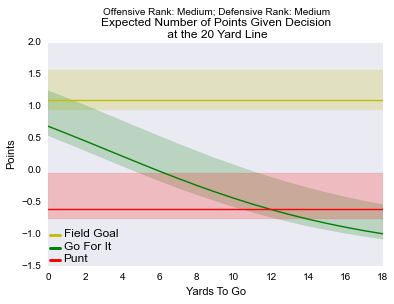 Offensive Rank: Medium; Defensive Rank: Medium
Expected Number of Points Given Decision
at the 20 Yard Line
2.0
1.5
1.0
0.5
0.0
−0.5
−1.0
−1.5
Points
Field Goal
Go For It
Punt
0 2 4 6 8 10 12 14 16 18
Yards To Go